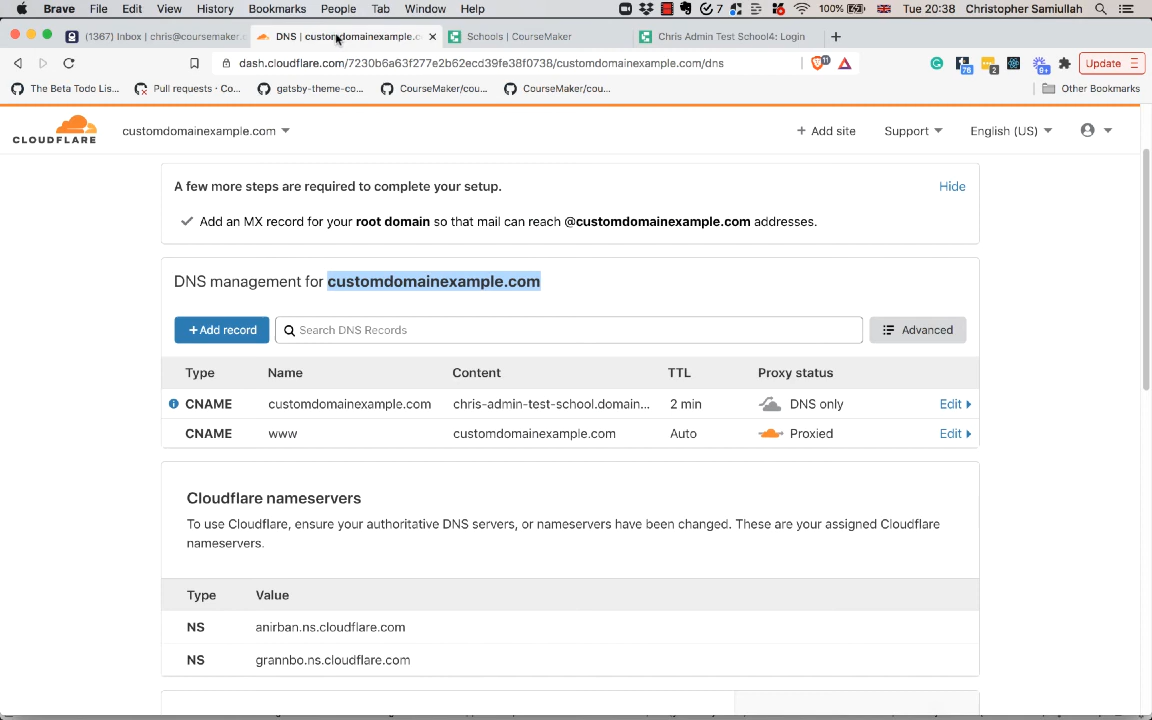 Brave File Edit View History Bookmarks People Tab Window Help 7 100% Tue 20:38 Christopher Samiullah
(1367) Inbox | chris@coursemaker.c
DNS | customdomainexample.c
Schools | CourseMaker
Chris Admin Test School4: Login
dash.cloudflare.com/7230b6a63f277e2b62ecd39fe38f0738/customdomainexample.com/dns
11 76 2 9+ Update
The Beta Todo Lis... Pull requests · Co... gatsby-theme-co... CourseMaker/cou... CourseMaker/cou... Other Bookmarks
CLOUDFLARE
customdomainexample.com
+ Add site Support English (US)
A few more steps are required to complete your setup. Hide
Add an MX record for your root domain so that mail can reach @customdomainexample.com addresses.
DNS management for customdomainexample.com
+ Add record Search DNS Records Advanced
Type Name Content TTL Proxy status
CNAME customdomainexample.com chris-admin-test-school.domain... 2 min DNS only Edit
CNAME www customdomainexample.com Auto Proxied Edit
Cloudflare nameservers
To use Cloudflare, ensure your authoritative DNS servers, or nameservers have been changed. These are your assigned Cloudflare
nameservers.
Type Value
NS anirban.ns.cloudflare.com
NS grannbo.ns.cloudflare.com